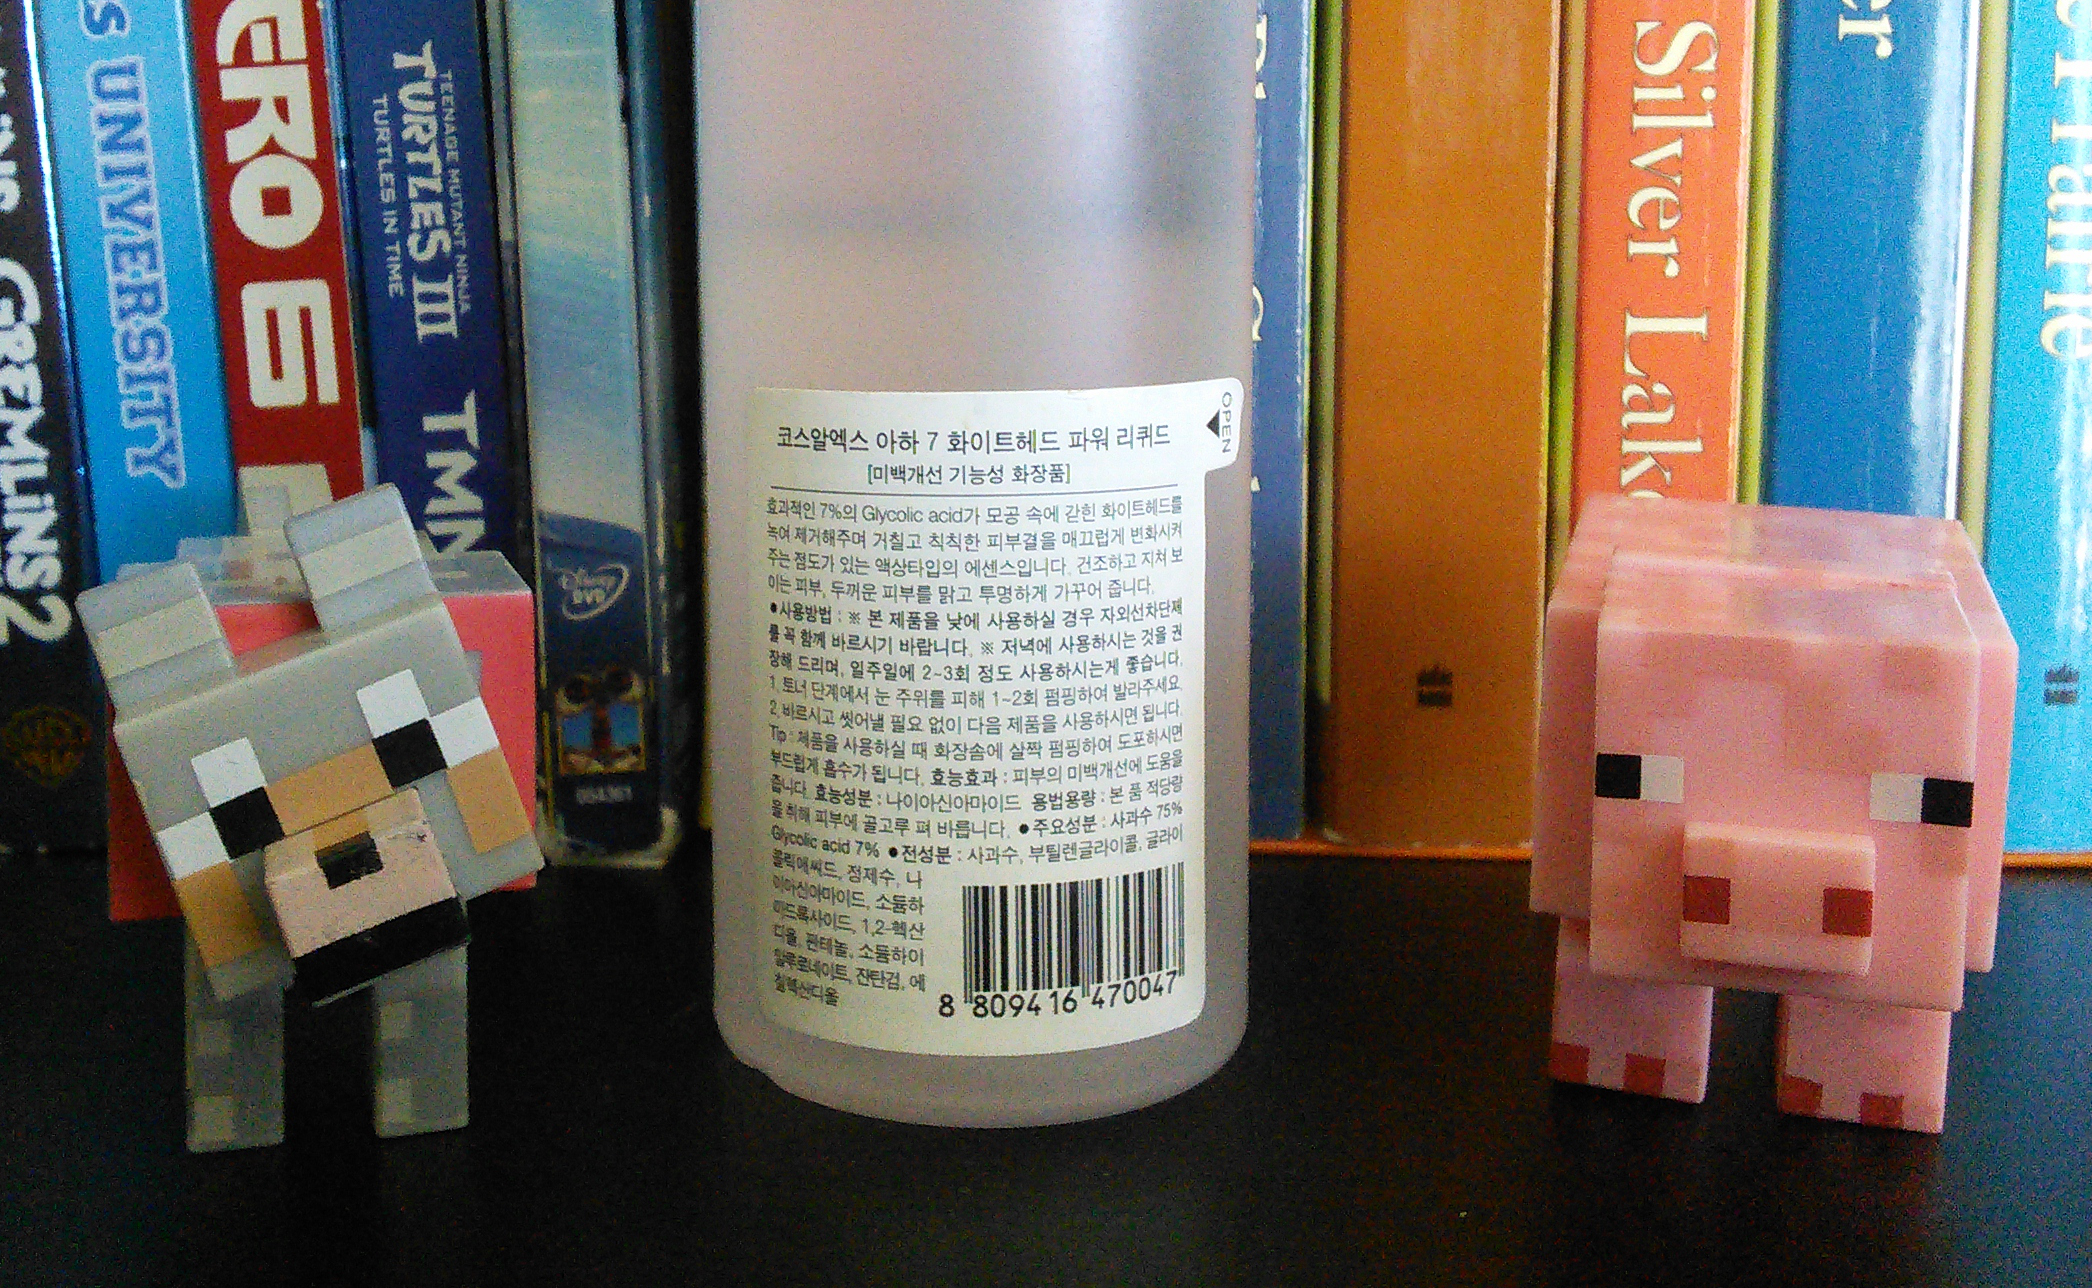 GREMLiNS 2
S UNIVERSITY
ERO 6
TEENAGE MUTANT NINJA
TURTLES III
TURTLES IN TIME
TMN
Silver Lake
er
Prairie
OPEN
코스알엑스 아하 7 화이트헤드 파워 리퀴드
[미백개선 기능성 화장품]
효과적인 7%의 Glycolic acid가 모공 속에 갇힌 화이트헤드를
녹여 제거해주며 거칠고 칙칙한 피부결을 매끄럽게 변화시켜
주는 점도가 있는 액상타입의 에센스입니다. 건조하고 지쳐 보
이는 피부, 두꺼운 피부를 맑고 투명하게 가꾸어 줍니다.
●사용방법 : ※ 본 제품을 낮에 사용하실 경우 자외선차단제
를 꼭 함께 바르시기 바랍니다. ※ 저녁에 사용하시는 것을 권
장해 드리며, 일주일에 2~3회 정도 사용하시는게 좋습니다.
1. 토너 단계에서 눈 주위를 피해 1~2회 펌핑하여 발라주세요.
2. 바르시고 씻어낼 필요 없이 다음 제품을 사용하시면 됩니다.
Tip : 제품을 사용하실 때 화장솜에 살짝 펌핑하여 도포하시면
부드럽게 흡수가 됩니다. 효능효과 : 피부의 미백개선에 도움을
줍니다. 효능성분 : 나이아신아마이드 용법용량 : 본 품 적당량
을 취해 피부에 골고루 펴 바릅니다. ●주요성분 : 사과수 75%
Glycolic acid 7% ●전성분 : 사과수, 부틸렌글라이콜, 글라이
콜릭애씨드, 정제수, 나
이아신아마이드, 소듐하
이드록사이드, 1,2-헥산
디올, 판테놀, 소듐하이
알루로네이트, 잔탄검, 에
칠헥산디올
8 809416 470047